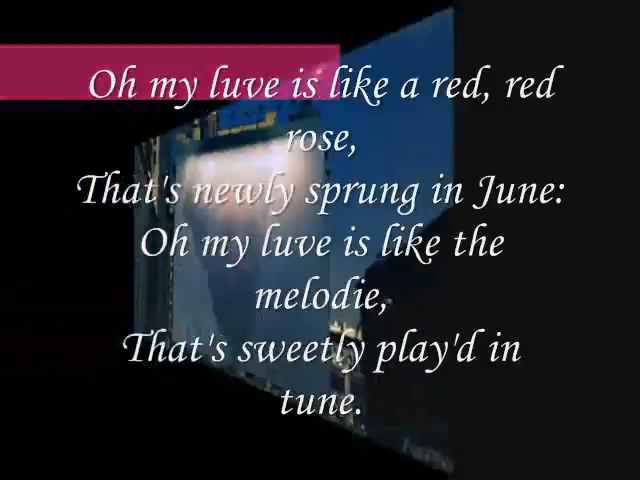 Oh my luve is like a red, red
rose,
That's newly sprung in June:
Oh my luve is like the
melodie,
That's sweetly play'd in
tune.